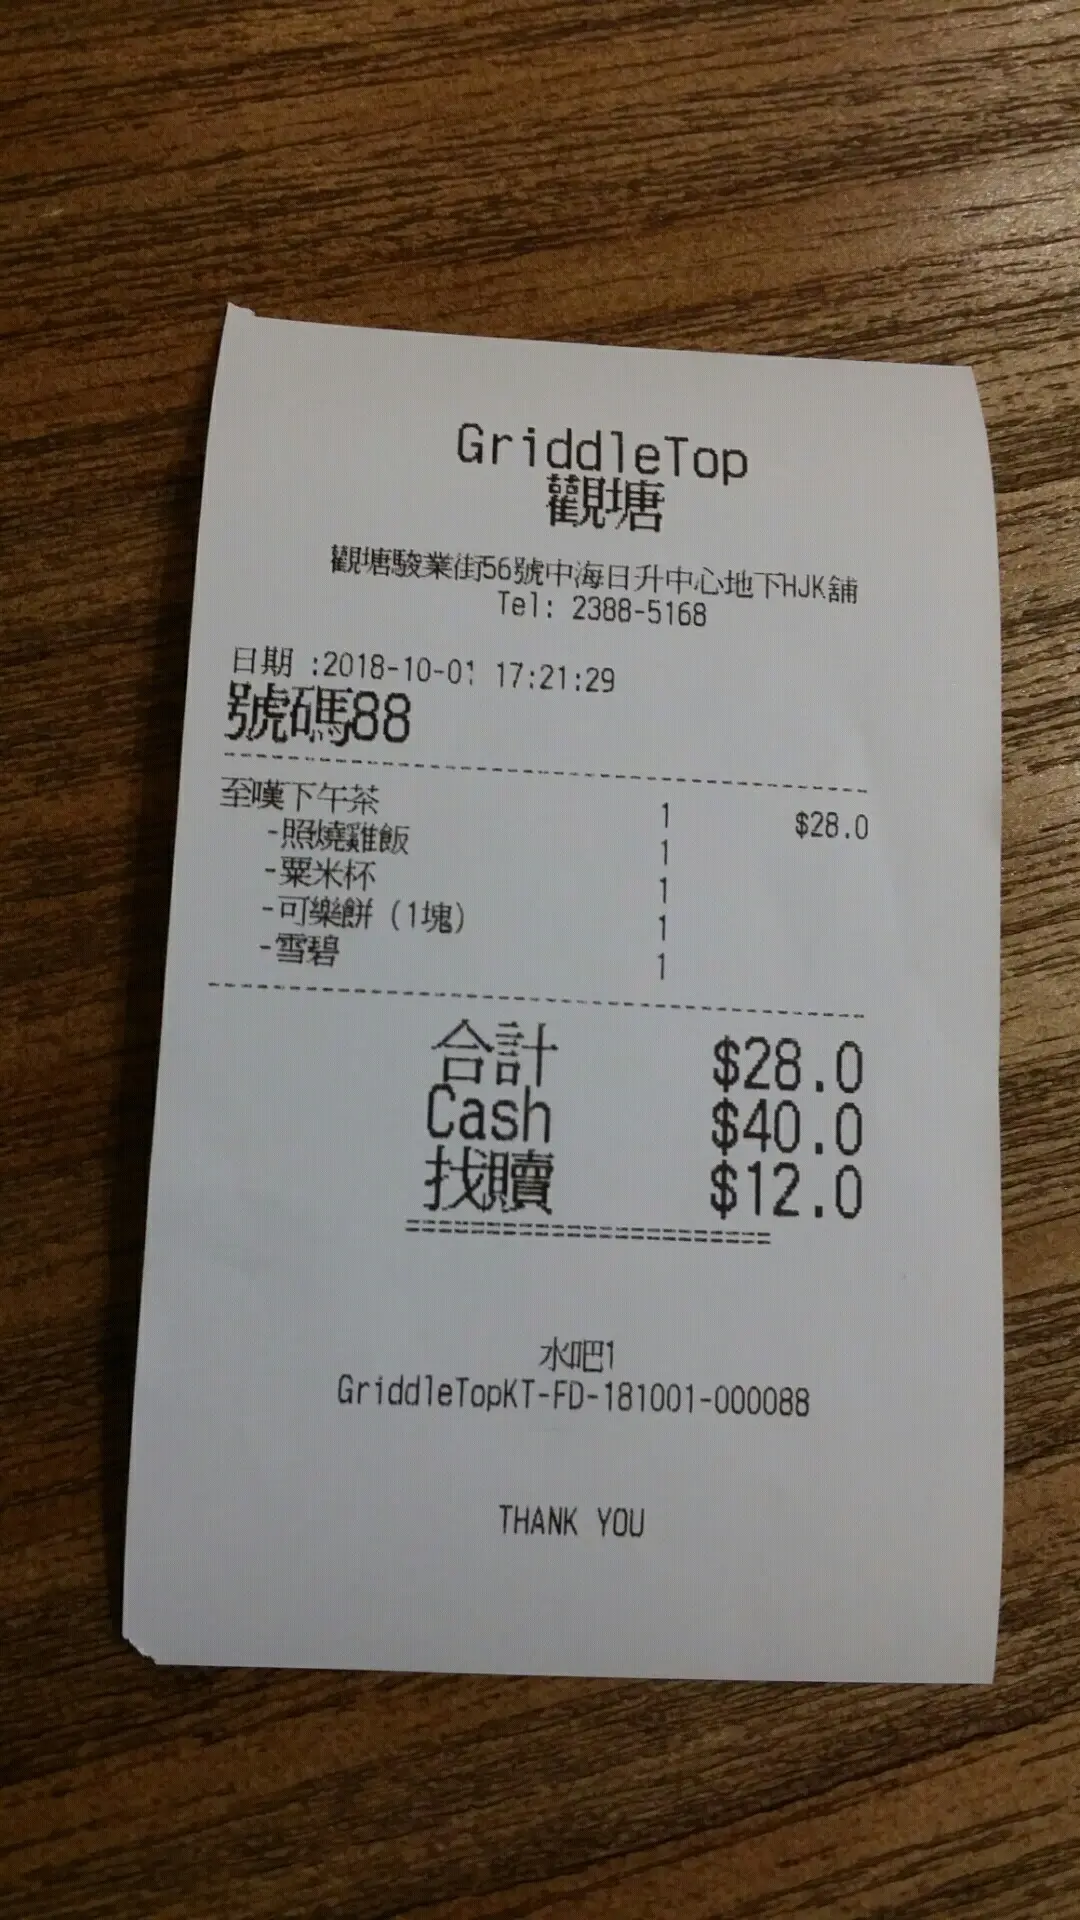 GriddleTop
觀塘
觀塘駿業街56號中海日升中心地下HJK舖
Tel: 2388-5168
日期 :2018-10-01 17:21:29
號碼88
至嘆下午茶 1 $28.0
-照燒雞飯 1
-粟米杯 1
-可樂餅 (1塊) 1
-雪碧 1
合計 $28.0
Cash $40.0
找贖 $12.0
水吧1
GriddleTopKT-FD-181001-000088
THANK YOU